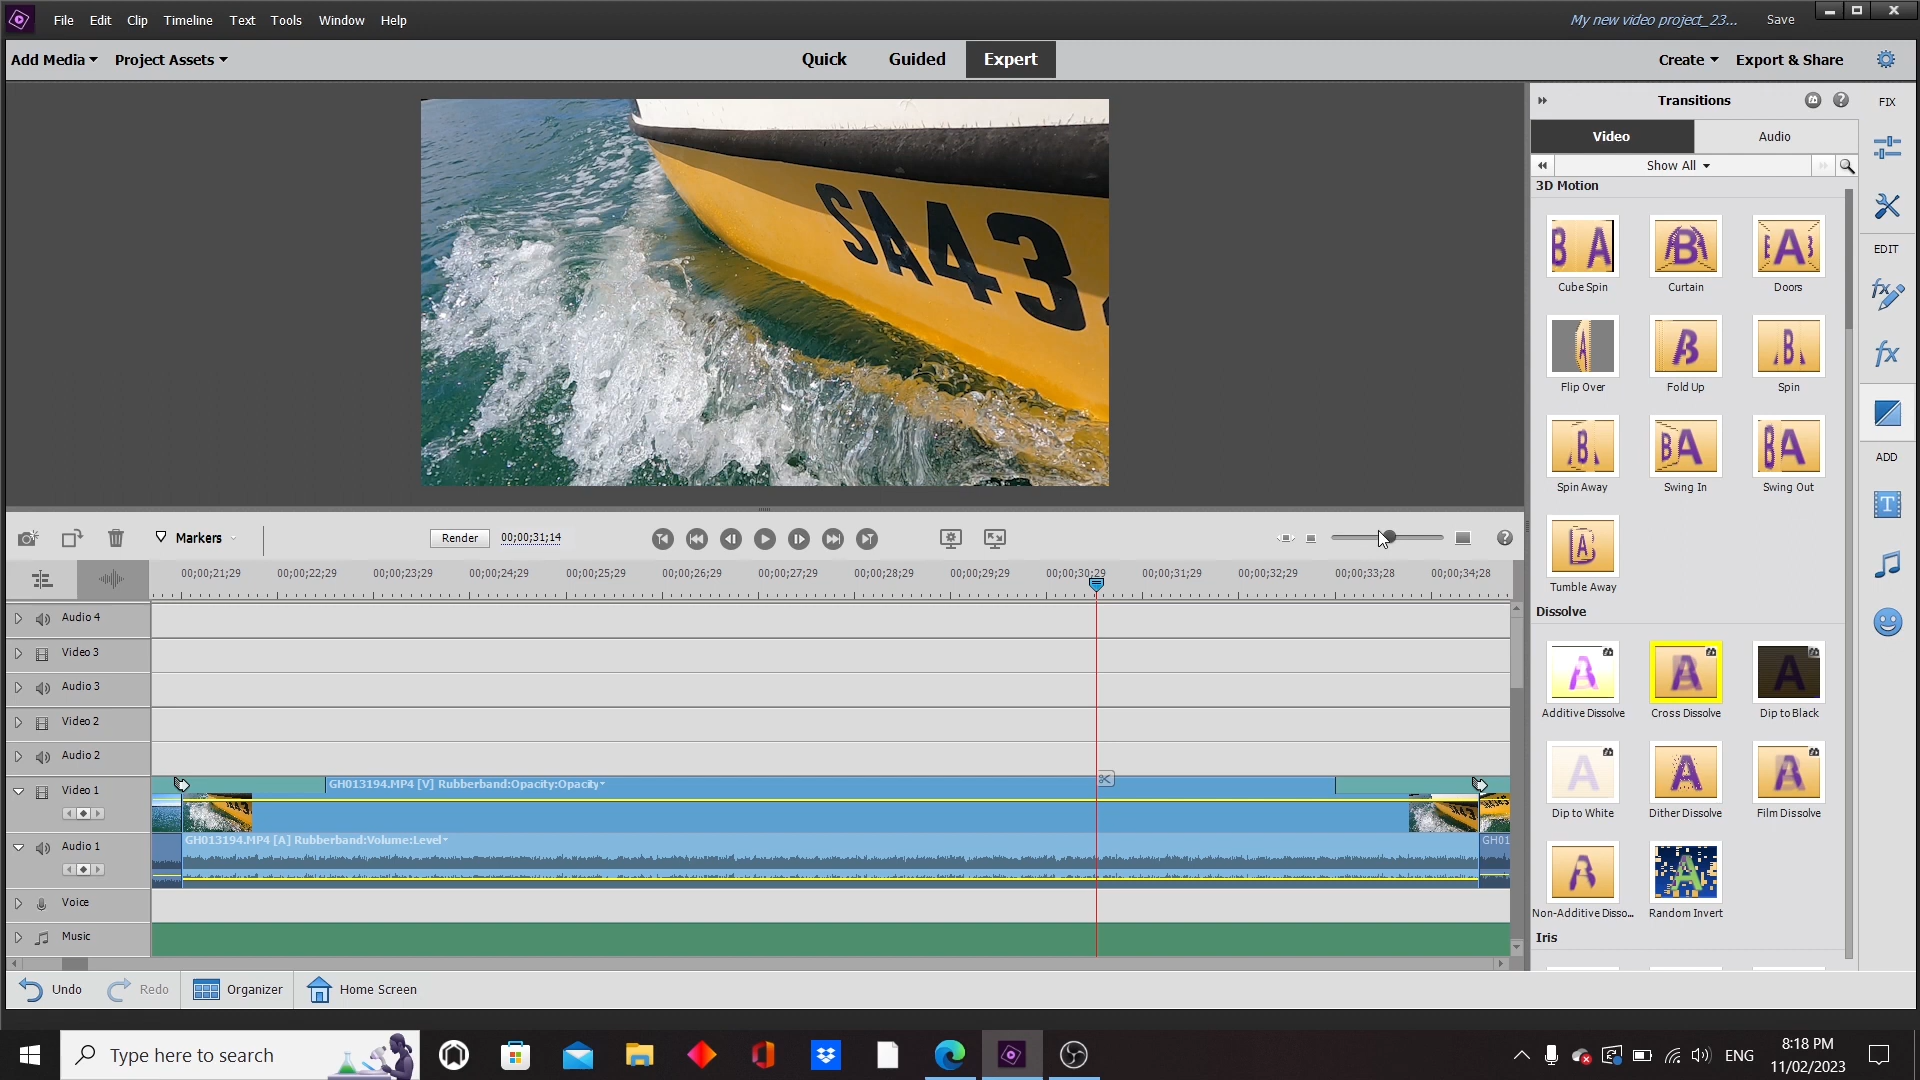 File Edit Clip Timeline Text Tools Window Help
My new video project_23... Save
Add Media Project Assets
Quick Guided Expert
Create Export & Share
SA43
Transitions
Video Audio
Show All
3D Motion
Cube Spin Curtain Doors
Flip Over Fold Up Spin
Spin Away Swing In Swing Out
Tumble Away
Dissolve
Additive Dissolve Cross Dissolve Dip to Black
Dip to White Dither Dissolve Film Dissolve
Non-Additive Disso... Random Invert
Iris
FIX
EDIT
ADD
Markers
Render 00;00;31;14
00;00;21;29 00;00;22;29 00;00;23;29 00;00;24;29 00;00;25;29 00;00;26;29 00;00;27;29 00;00;28;29 00;00;29;29 00;00;30;29 00;00;31;29 00;00;32;29 00;00;33;28 00;00;34;28
Audio 4
Video 3
Audio 3
Video 2
Audio 2
Video 1
GH013194.MP4 [V] Rubberband:Opacity:Opacity
Audio 1
GH013194.MP4 [A] Rubberband:Volume:Level
GH01
Voice
Music
Undo Redo Organizer Home Screen
Type here to search
ENG
8:18 PM
11/02/2023